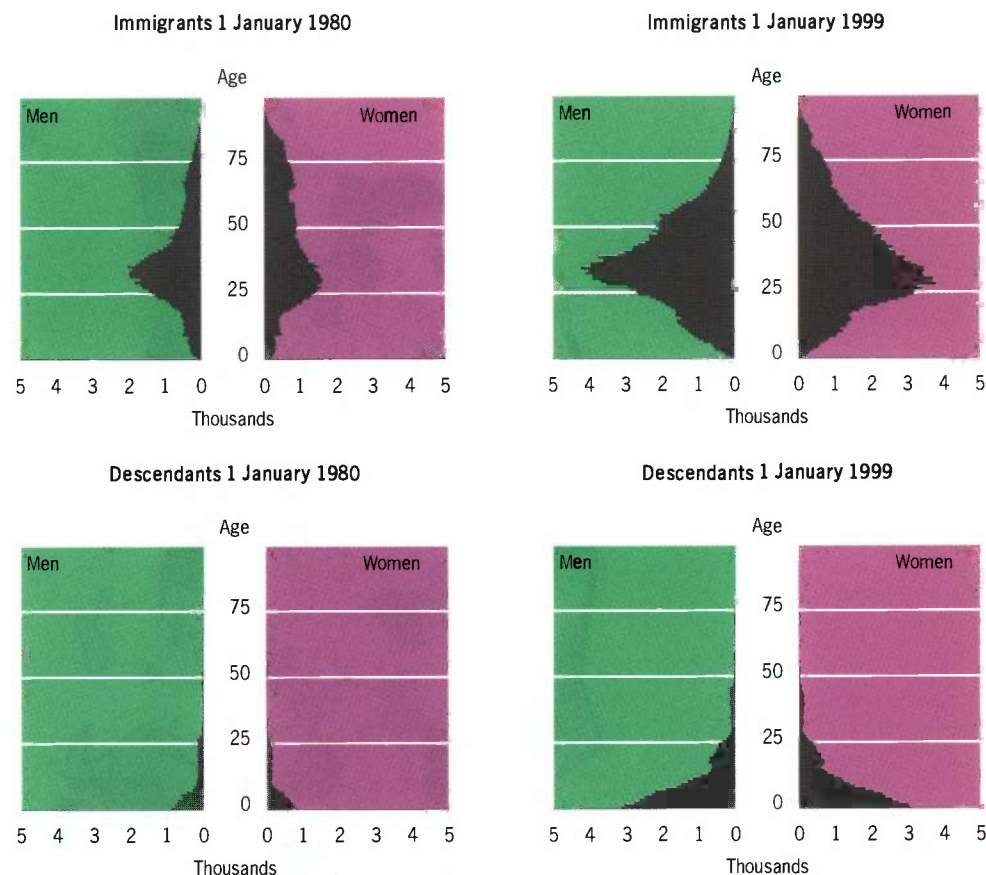 Immigrants 1 January 1980
Age
Men
Women
75
50
25
0
5 4 3 2 1 0
0 1 2 3 4 5
Thousands
Immigrants 1 January 1999
Age
Men
Women
75
50
25
0
5 4 3 2 1 0
0 1 2 3 4 5
Thousands
Descendants 1 January 1980
Age
Men
Women
75
50
25
0
5 4 3 2 1 0
0 1 2 3 4 5
Thousands
Descendants 1 January 1999
Age
Men
Women
75
50
25
0
5 4 3 2 1 0
0 1 2 3 4 5
Thousands